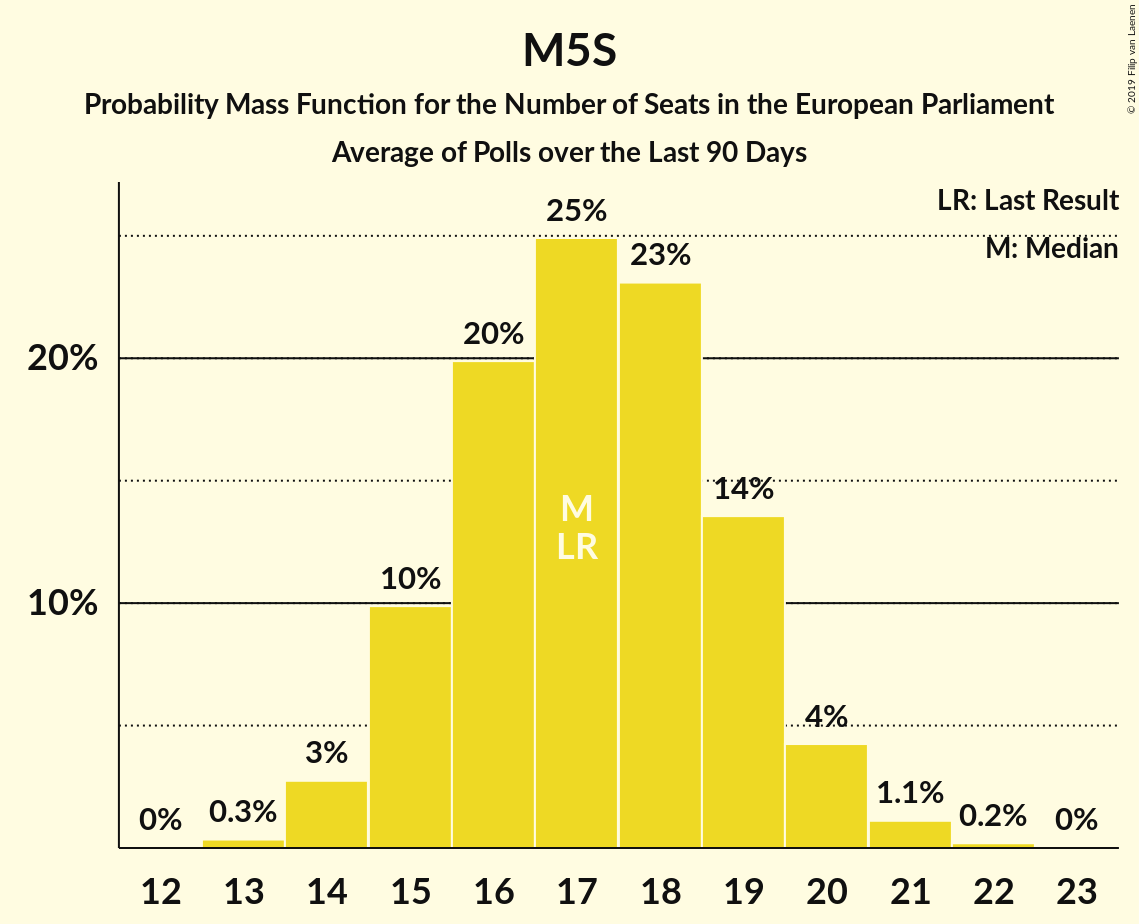 M5S
Probability Mass Function for the Number of Seats in the European Parliament
Average of Polls over the Last 90 Days
© 2019 Filip van Laenen
LR: Last Result
M: Median
20%
10%
0%
0.3%
3%
10%
20%
25%
23%
14%
4%
1.1%
0.2%
0%
M
LR
12 13 14 15 16 17 18 19 20 21 22 23